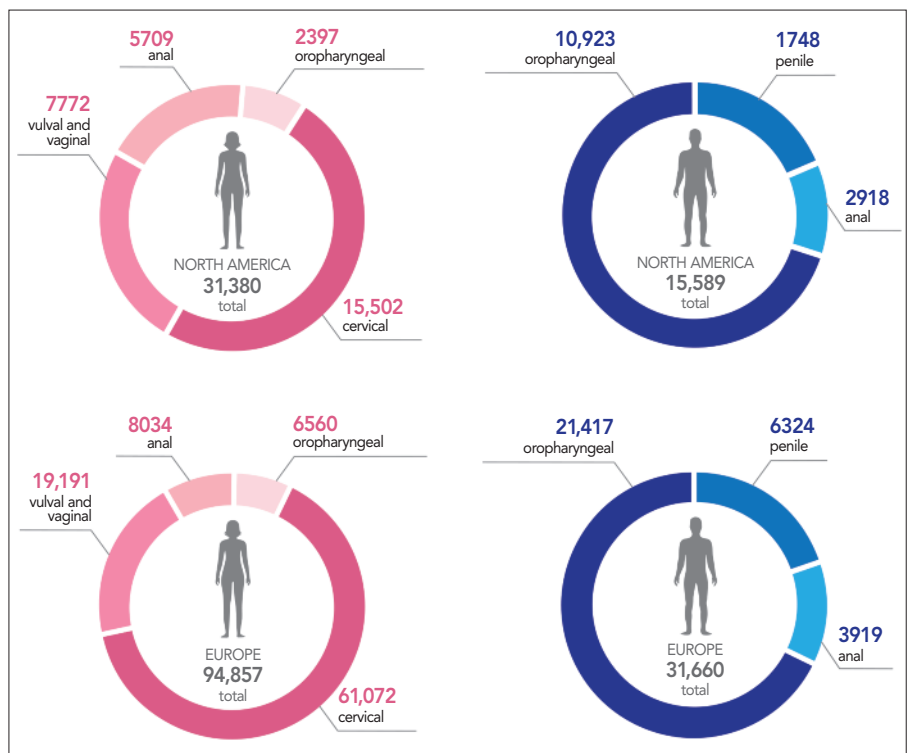 5709
anal
2397
oropharyngeal
7772
vulval and
vaginal
NORTH AMERICA
31,380
total
15,502
cervical
10,923
oropharyngeal
1748
penile
2918
anal
NORTH AMERICA
15,589
total
8034
anal
6560
oropharyngeal
19,191
vulval and
vaginal
EUROPE
94,857
total
61,072
cervical
21,417
oropharyngeal
6324
penile
EUROPE
31,660
total
3919
anal